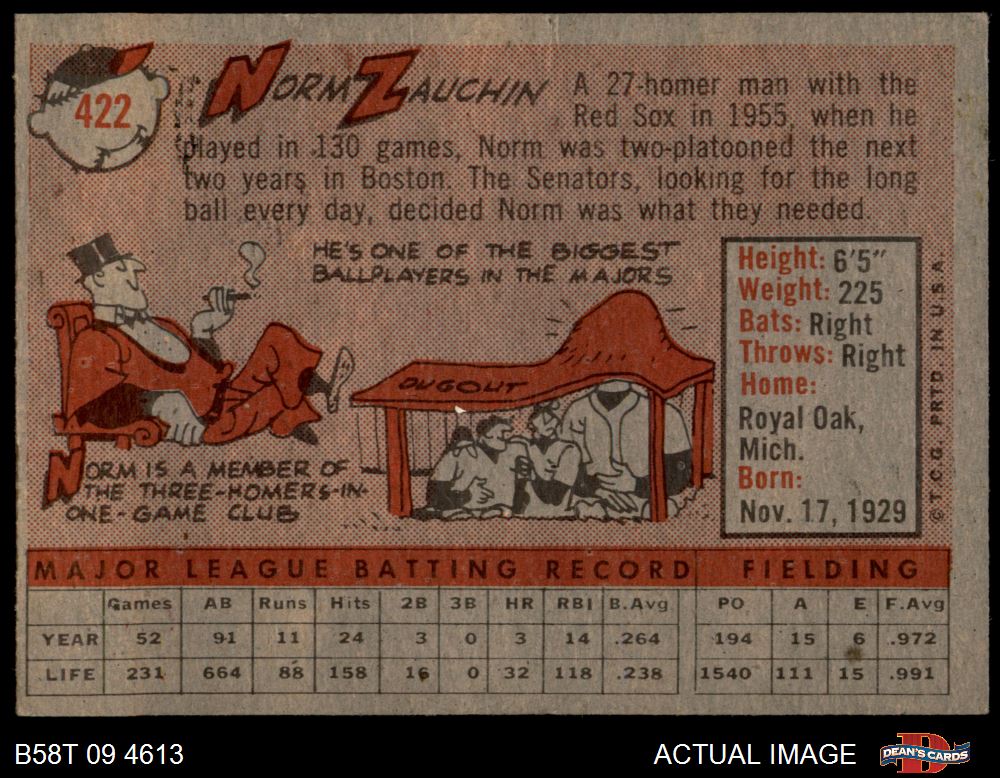 422
NORM ZAUCHIN
A 27-homer man with the
Red Sox in 1955, when he
played in 130 games, Norm was two-platooned the next
two years in Boston. The Senators, looking for the long
ball every day, decided Norm was what they needed.
HE'S ONE OF THE BIGGEST
BALLPLAYERS IN THE MAJORS
DUGOUT
NORM IS A MEMBER OF
THE THREE-HOMERS-IN-
ONE-GAME CLUB
Height: 6'5"
Weight: 225
Bats: Right
Throws: Right
Home:
Royal Oak,
Mich.
Born:
Nov. 17, 1929
© T.C.G. PRTD. IN U.S.A.
MAJOR LEAGUE BATTING RECORD FIELDING
Games AB Runs Hits 2B 3B HR RBI B.Avg PO A E F.Avg
YEAR 52 91 11 24 3 0 3 14 .264 194 15 6 .972
LIFE 231 664 88 158 16 0 32 118 .238 1540 111 15 .991
B58T 09 4613 ACTUAL IMAGE DEAN'S CARDS